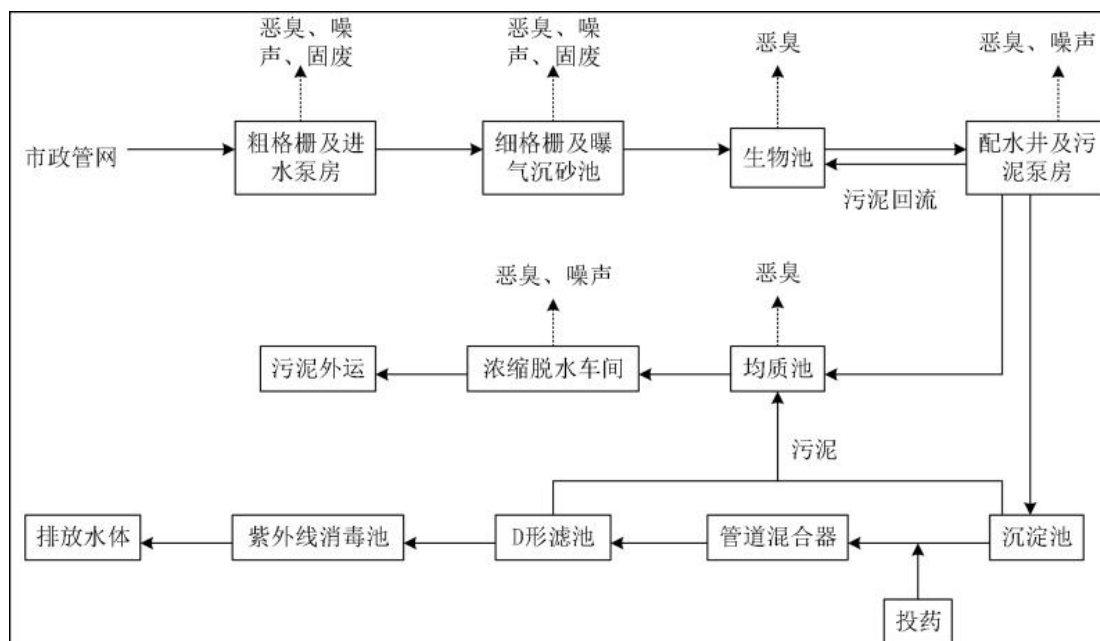 恶臭、噪
声、固废
恶臭、噪
声、固废
恶臭
恶臭、噪声
市政管网
粗格栅及进
水泵房
细格栅及曝
气沉砂池
生物池
配水井及污
泥泵房
污泥回流
恶臭、噪声
恶臭
污泥外运
浓缩脱水车间
均质池
污泥
排放水体
紫外线消毒池
D形滤池
管道混合器
沉淀池
投药